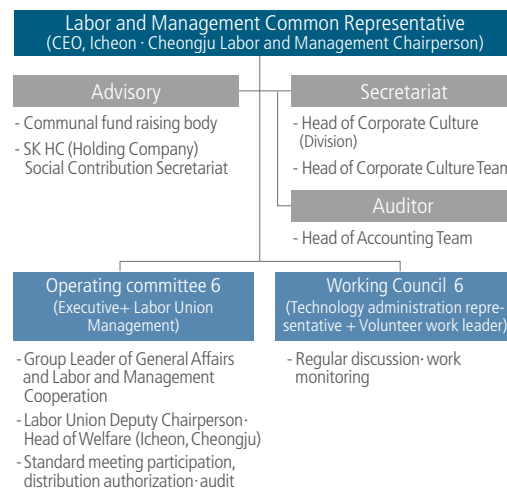 Labor and Management Common Representative
(CEO, Icheon · Cheongju Labor and Management Chairperson)
Advisory
- Communal fund raising body
- SK HC (Holding Company)
Social Contribution Secretariat
Secretariat
- Head of Corporate Culture
(Division)
- Head of Corporate Culture Team
Auditor
- Head of Accounting Team
Operating committee 6
(Executive+ Labor Union
Management)
- Group Leader of General Affairs
and Labor and Management
Cooperation
- Labor Union Deputy Chairperson·
Head of Welfare (Icheon, Cheongju)
- Standard meeting participation,
distribution authorization·audit
Working Council 6
(Technology administration repre-
sentative + Volunteer work leader)
- Regular discussion· work
monitoring